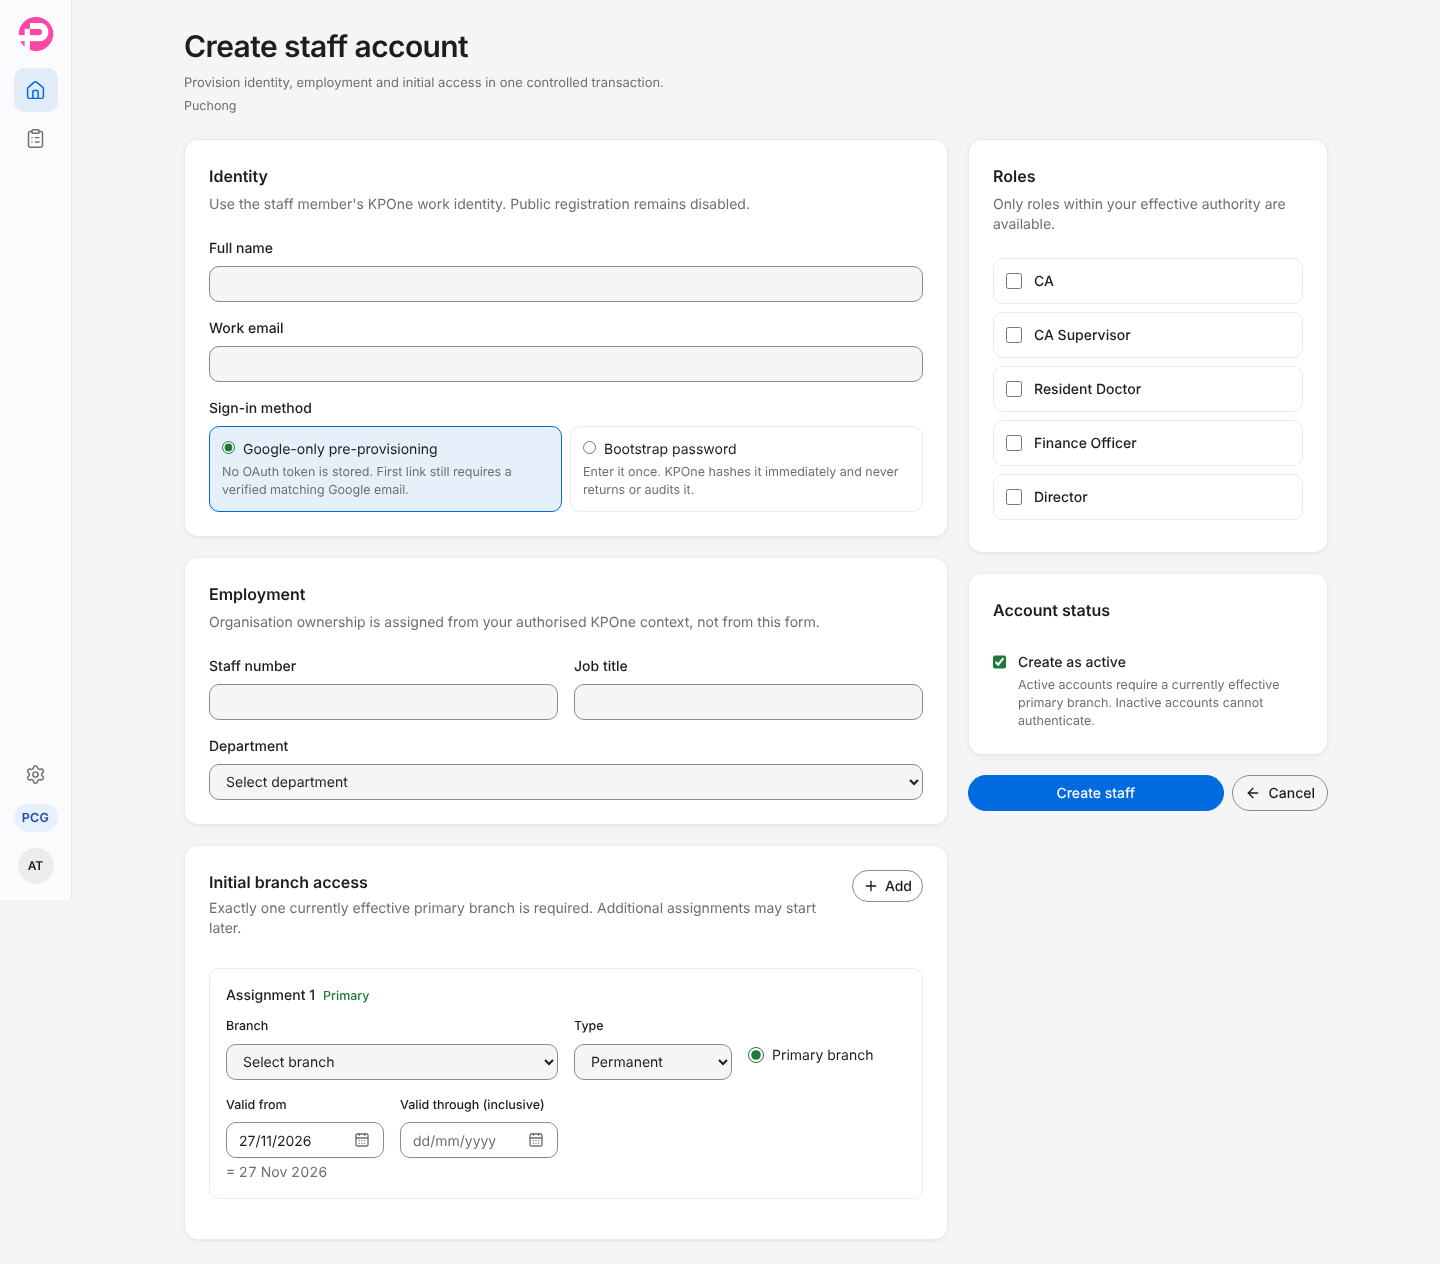 Create staff account
Provision identity, employment and initial access in one controlled transaction.
Puchong
Identity
Use the staff member's KPOne work identity. Public registration remains disabled.
Full name
Work email
Sign-in method
Google-only pre-provisioning
No OAuth token is stored. First link still requires a
verified matching Google email.
Bootstrap password
Enter it once. KPOne hashes it immediately and never
returns or audits it.
Employment
Organisation ownership is assigned from your authorised KPOne context, not from this form.
Staff number
Job title
Department
Select department
Initial branch access
Exactly one currently effective primary branch is required. Additional assignments may start
later.
Add
Assignment 1 Primary
Branch
Select branch
Type
Permanent
Primary branch
Valid from
27/11/2026
= 27 Nov 2026
Valid through (inclusive)
dd/mm/yyyy
Roles
Only roles within your effective authority are
available.
CA
CA Supervisor
Resident Doctor
Finance Officer
Director
Account status
Create as active
Active accounts require a currently effective
primary branch. Inactive accounts cannot
authenticate.
Create staff
Cancel
PCG
AT